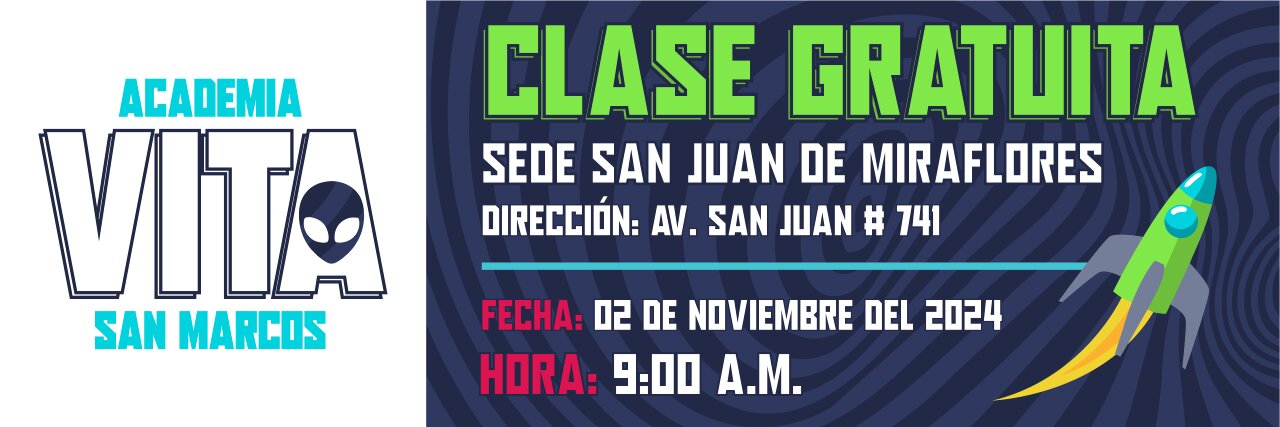 ACADEMIA
VITA
SAN MARCOS
CLASE GRATUITA
SEDE SAN JUAN DE MIRAFLORES
DIRECCIÓN: AV. SAN JUAN # 741
FECHA: 02 DE NOVIEMBRE DEL 2024
HORA: 9:00 A.M.